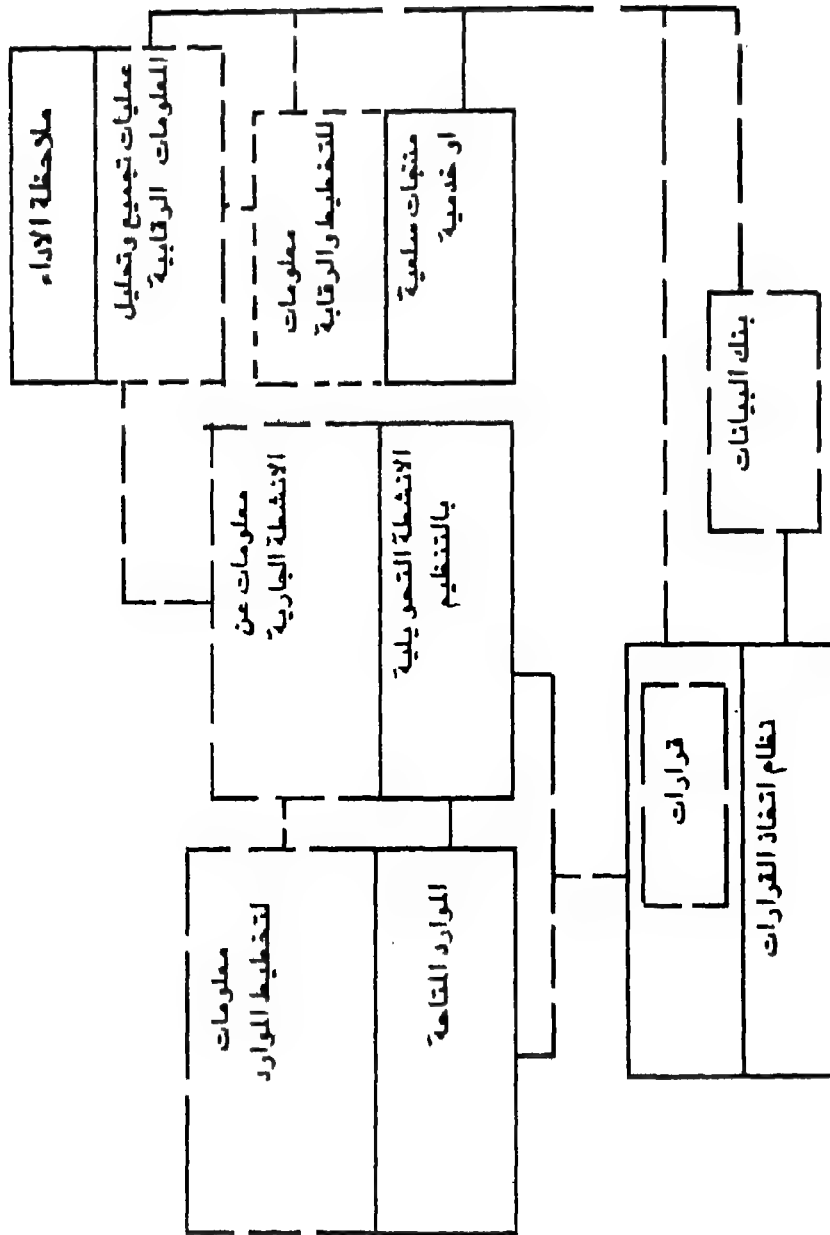 ملاحظة الاداء
عمليات تجميع وتحليل
المعلومات الرقابية
معلومات
للتخطيط والرقابة
منتجات سلعية
او خدمية
معلومات عن
الانشطة الجارية
الانشطة التحويلية
بالتنظيم
معلومات
لتخطيط الموارد
الموارد المتاحة
بنك البيانات
قرارات
نظام اتخاذ القرارات